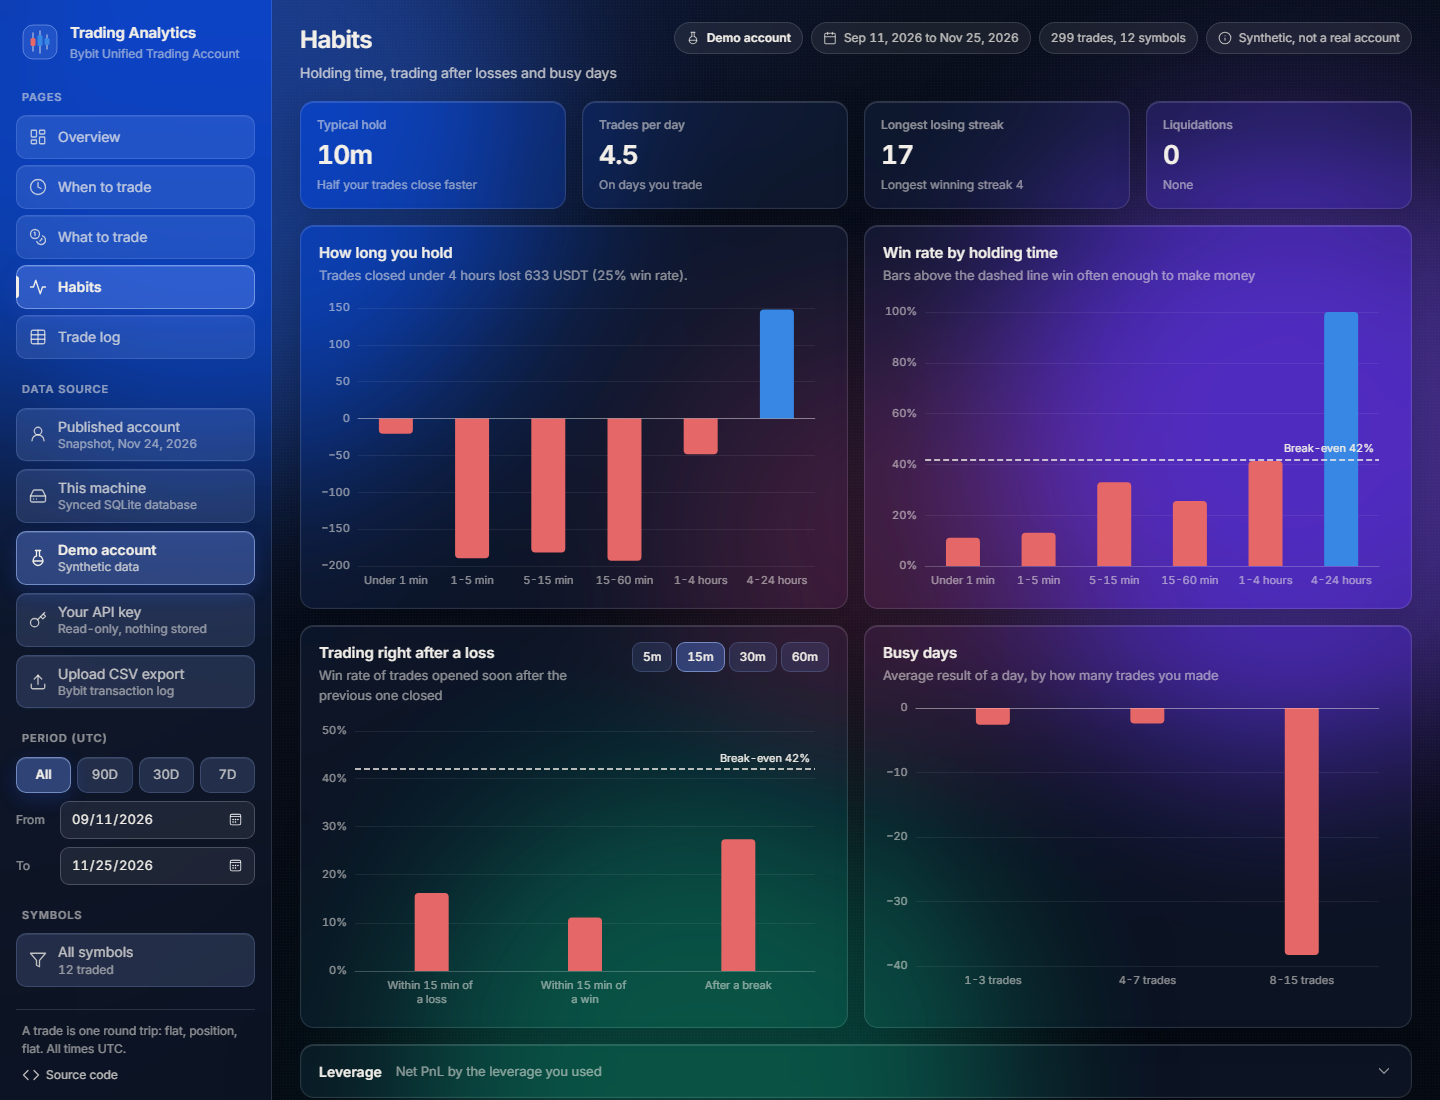 Trading Analytics
Bybit Unified Trading Account
PAGES
Overview
When to trade
What to trade
Habits
Trade log
DATA SOURCE
Published account
Snapshot, Nov 24, 2026
This machine
Synced SQLite database
Demo account
Synthetic data
Your API key
Read-only, nothing stored
Upload CSV export
Bybit transaction log
PERIOD (UTC)
All 90D 30D 7D
From 09/11/2026
To 11/25/2026
SYMBOLS
All symbols
12 traded
A trade is one round trip: flat, position,
flat. All times UTC.
Source code
Habits
Demo account
Sep 11, 2026 to Nov 25, 2026
299 trades, 12 symbols
Synthetic, not a real account
Holding time, trading after losses and busy days
Typical hold
10m
Half your trades close faster
Trades per day
4.5
On days you trade
Longest losing streak
17
Longest winning streak 4
Liquidations
0
None
How long you hold
Trades closed under 4 hours lost 633 USDT (25% win rate).
150
100
50
0
−50
−100
−150
−200
Under 1 min 1-5 min 5-15 min 15-60 min 1-4 hours 4-24 hours
Win rate by holding time
Bars above the dashed line win often enough to make money
100%
80%
60%
Break-even 42%
40%
20%
0%
Under 1 min 1-5 min 5-15 min 15-60 min 1-4 hours 4-24 hours
Trading right after a loss
5m 15m 30m 60m
Win rate of trades opened soon after the
previous one closed
50%
Break-even 42%
40%
30%
20%
10%
0%
Within 15 min of
a loss
Within 15 min of
a win
After a break
Busy days
Average result of a day, by how many trades you made
0
−10
−20
−30
−40
1-3 trades 4-7 trades 8-15 trades
Leverage Net PnL by the leverage you used